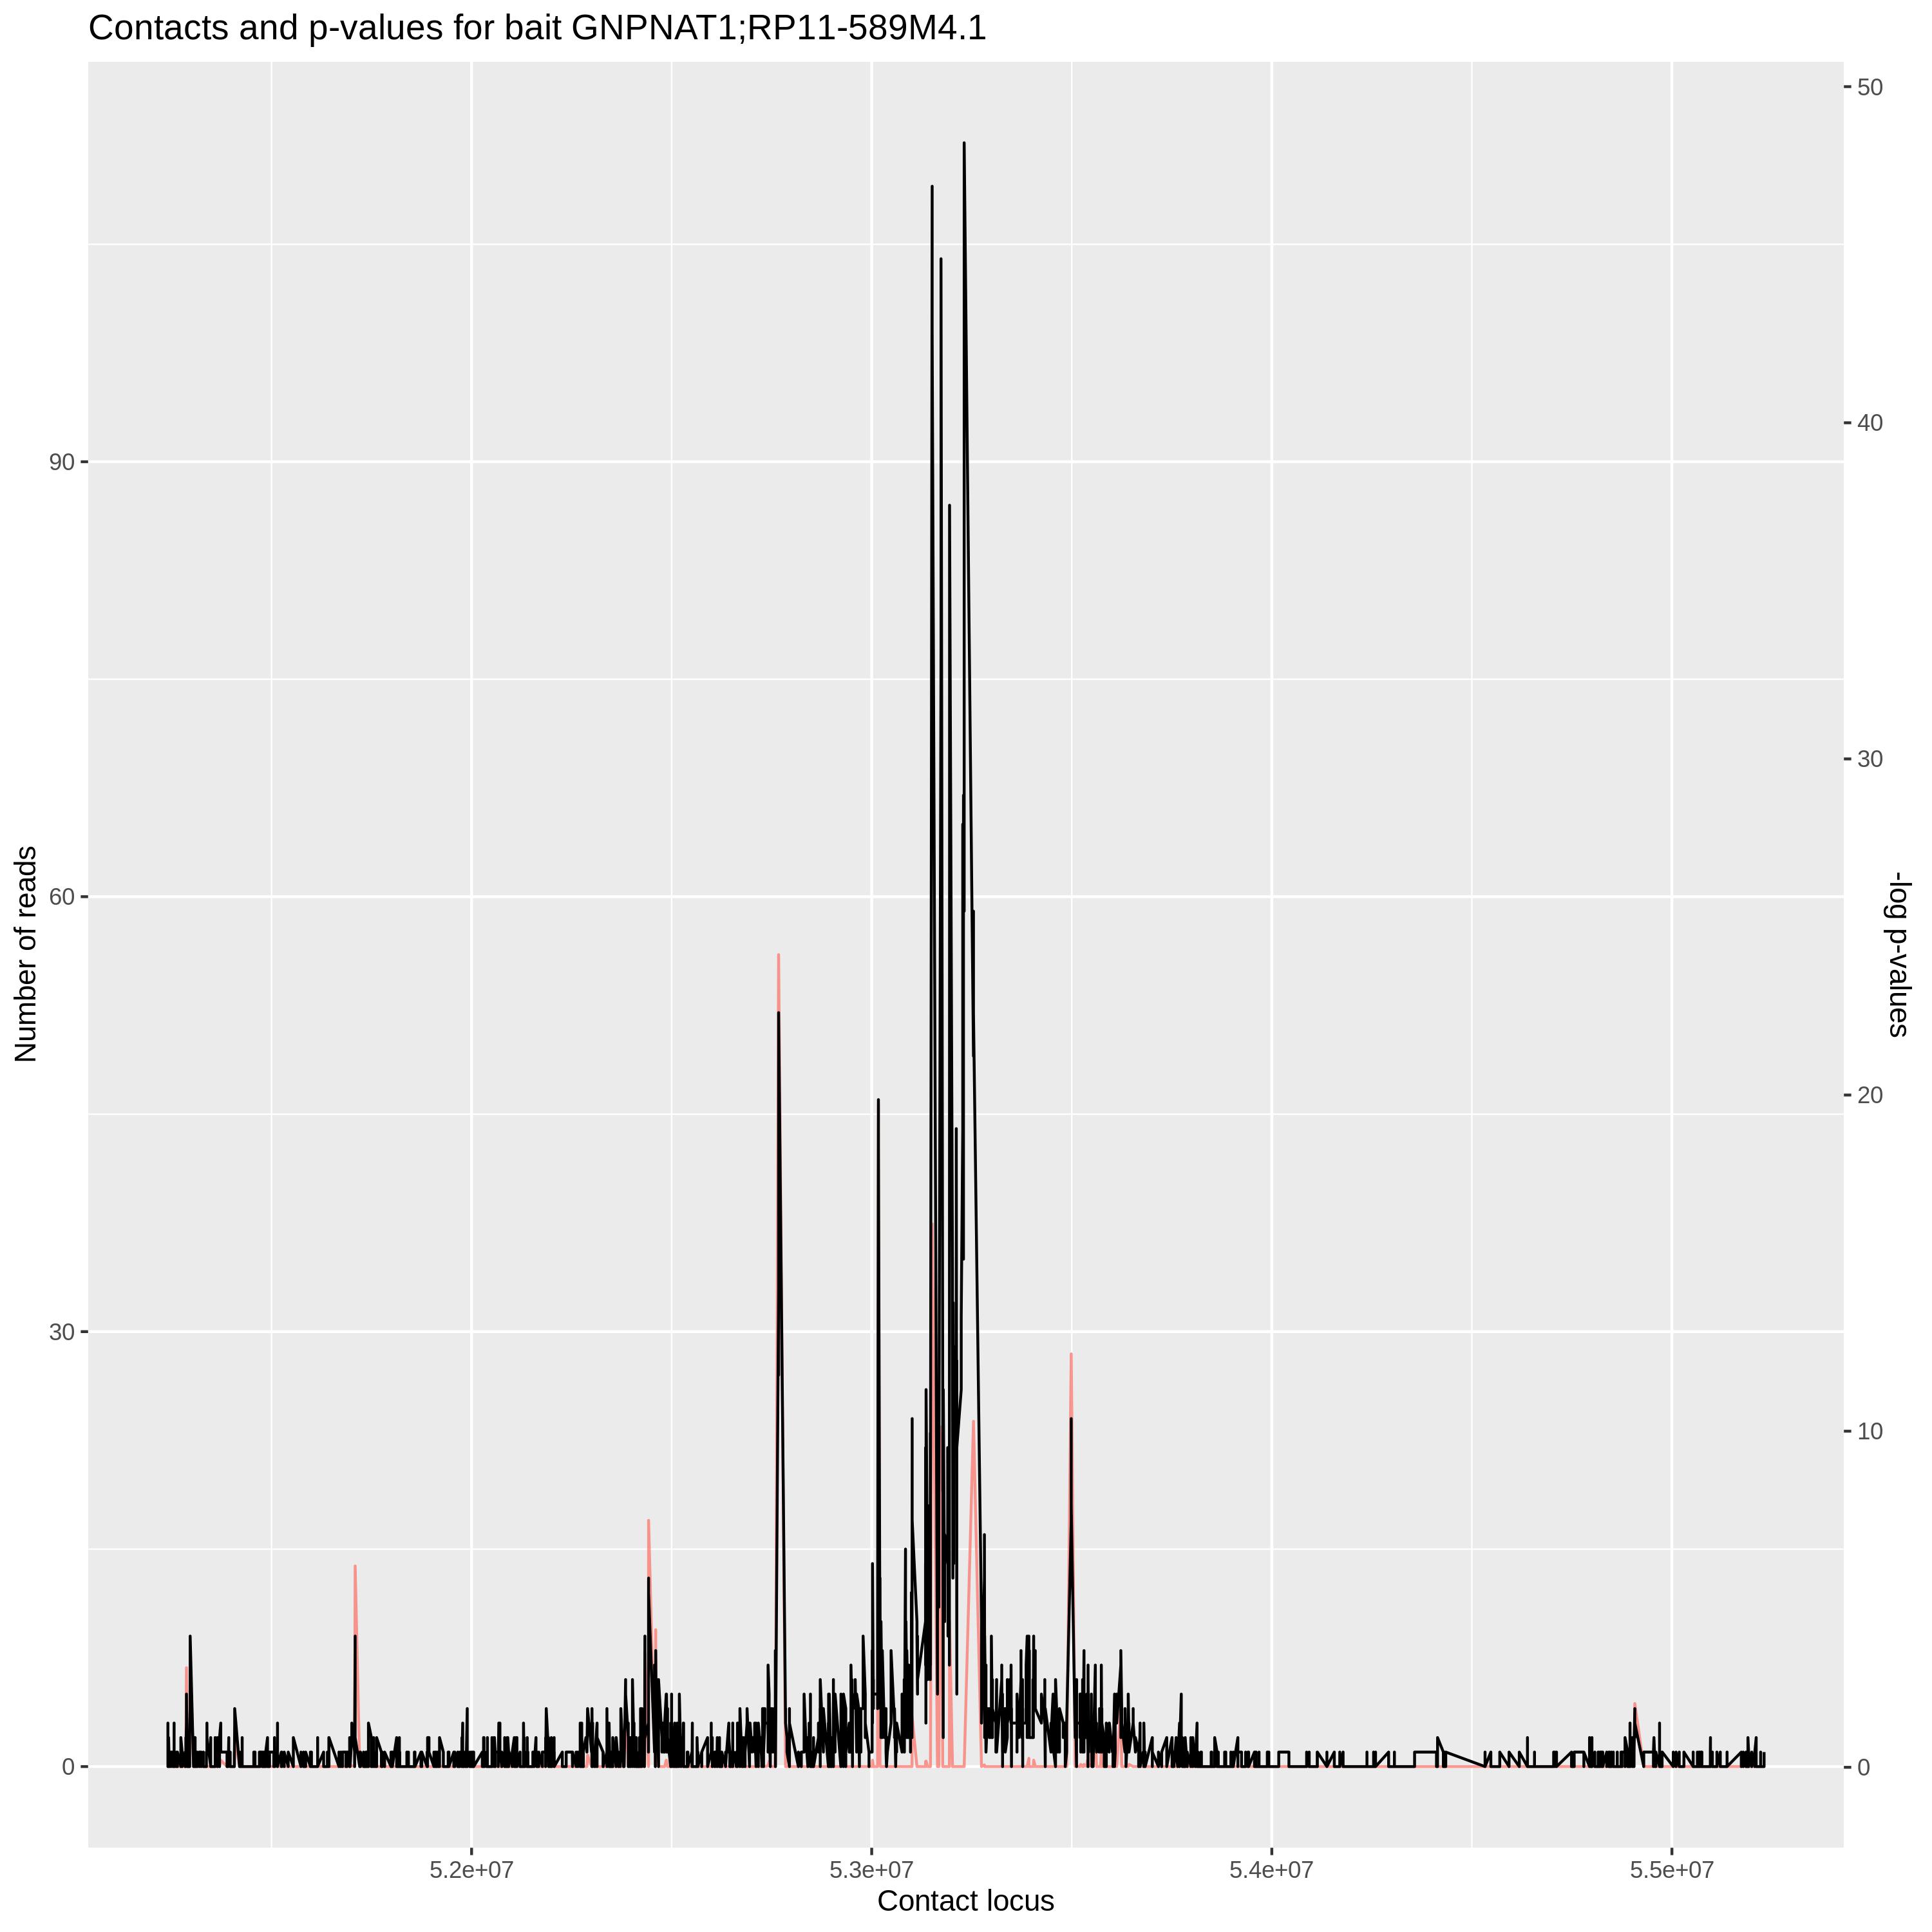 Contacts and p-values for bait GNPNAT1;RP11-589M4.1
Number of reads
90
60
30
0
50
40
30
20
10
0
-log p-values
5.2e+07 5.3e+07 5.4e+07 5.5e+07
Contact locus